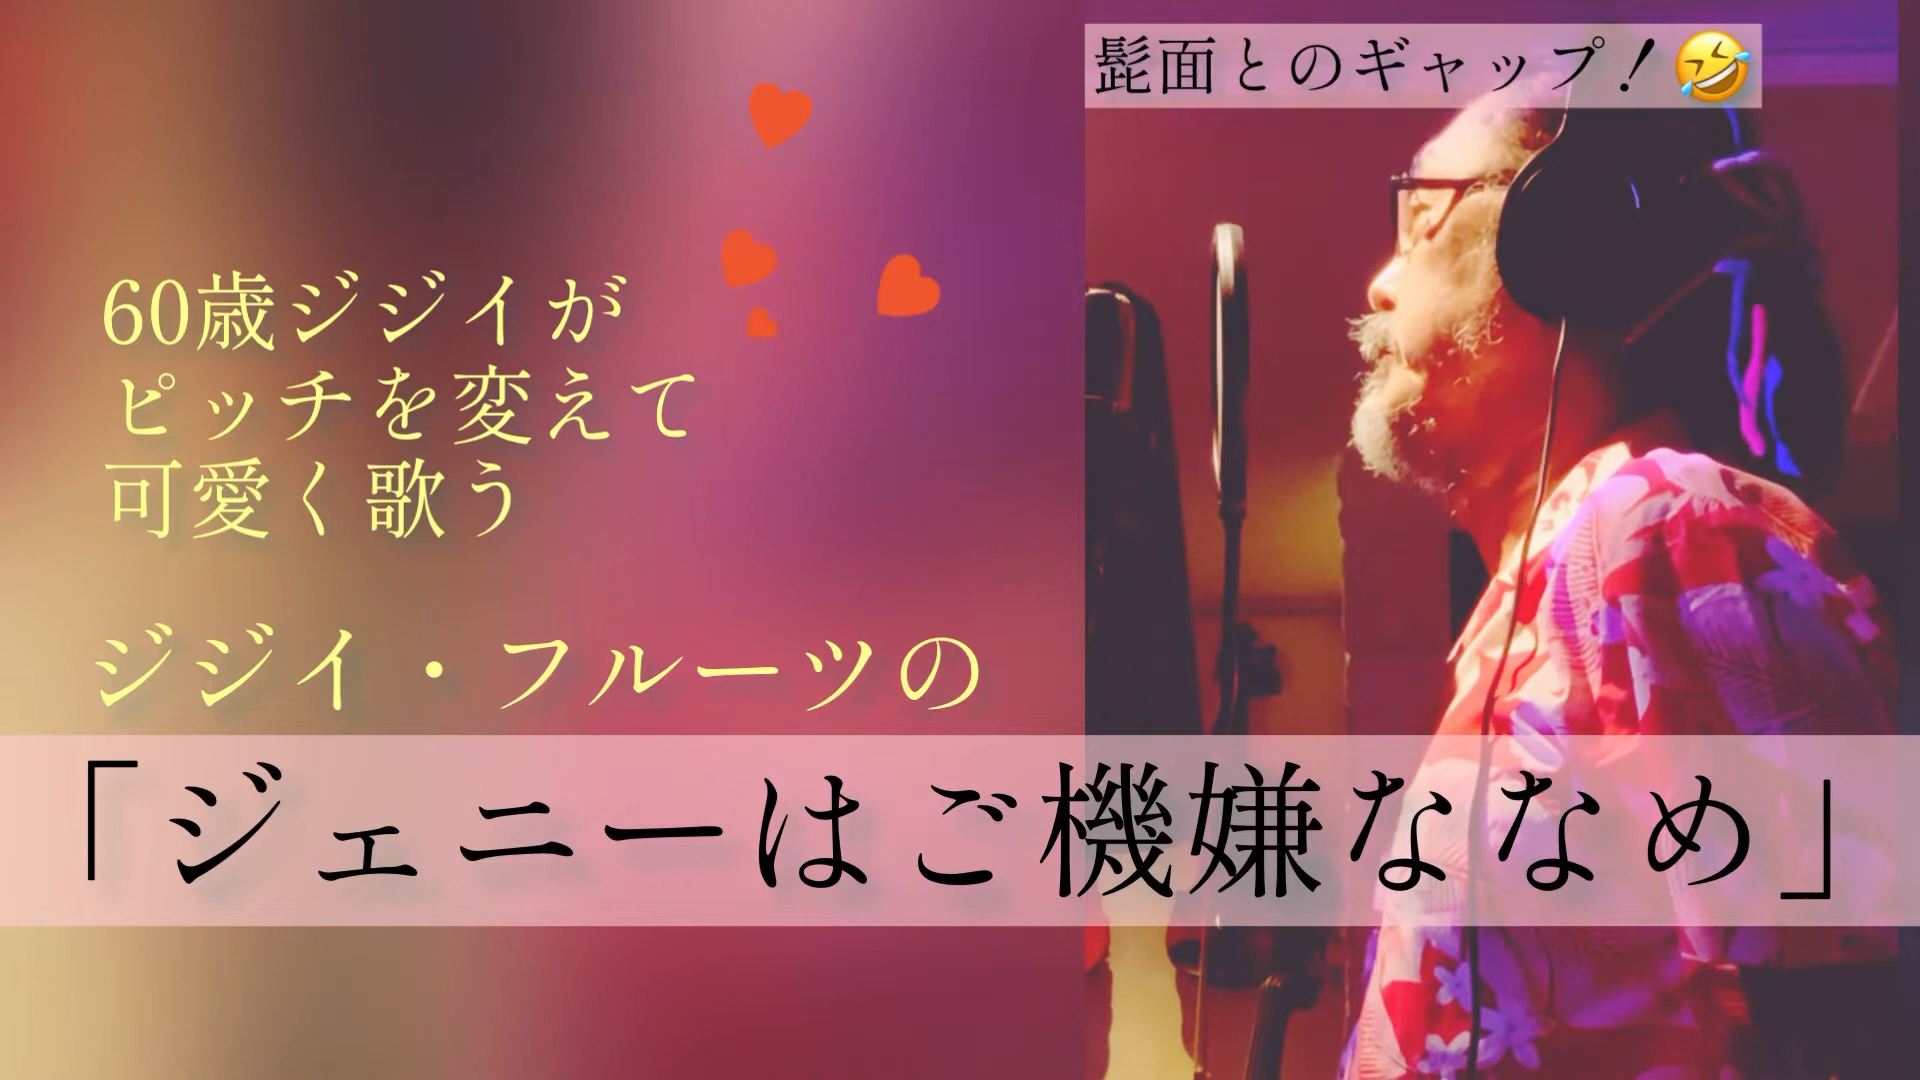 髭面とのギャップ！🤣
60歳ジジイが
ピッチを変えて
可愛く歌う
ジジイ・フルーツの
「ジェニーはご機嫌ななめ」